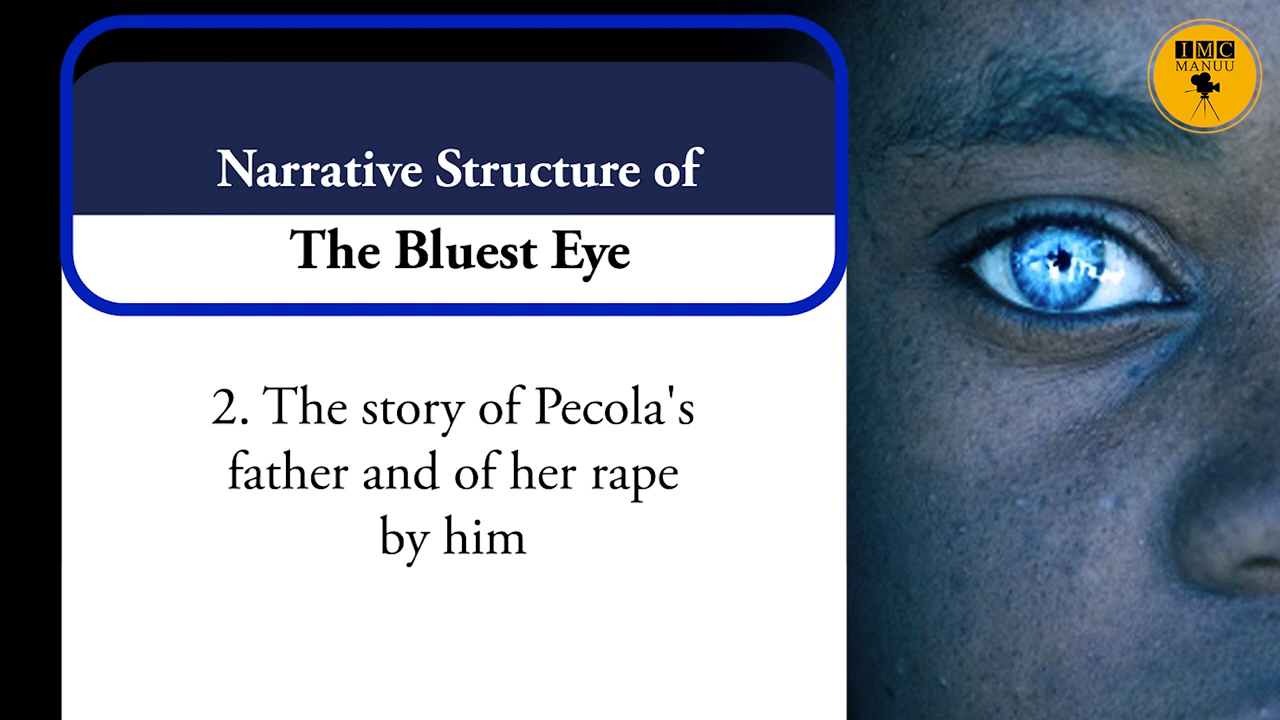 Narrative Structure of
The Bluest Eye
2. The story of Pecola's
father and of her rape
by him
IMC
MANUU